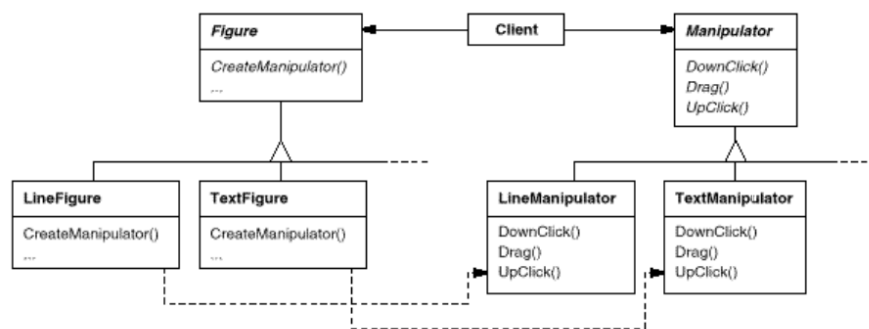 Figure
CreateManipulator()
...
Client
Manipulator
DownClick()
Drag()
UpClick()
LineFigure
CreateManipulator()
...
TextFigure
CreateManipulator()
...
LineManipulator
DownClick()
Drag()
UpClick()
TextManipulator
DownClick()
Drag()
UpClick()